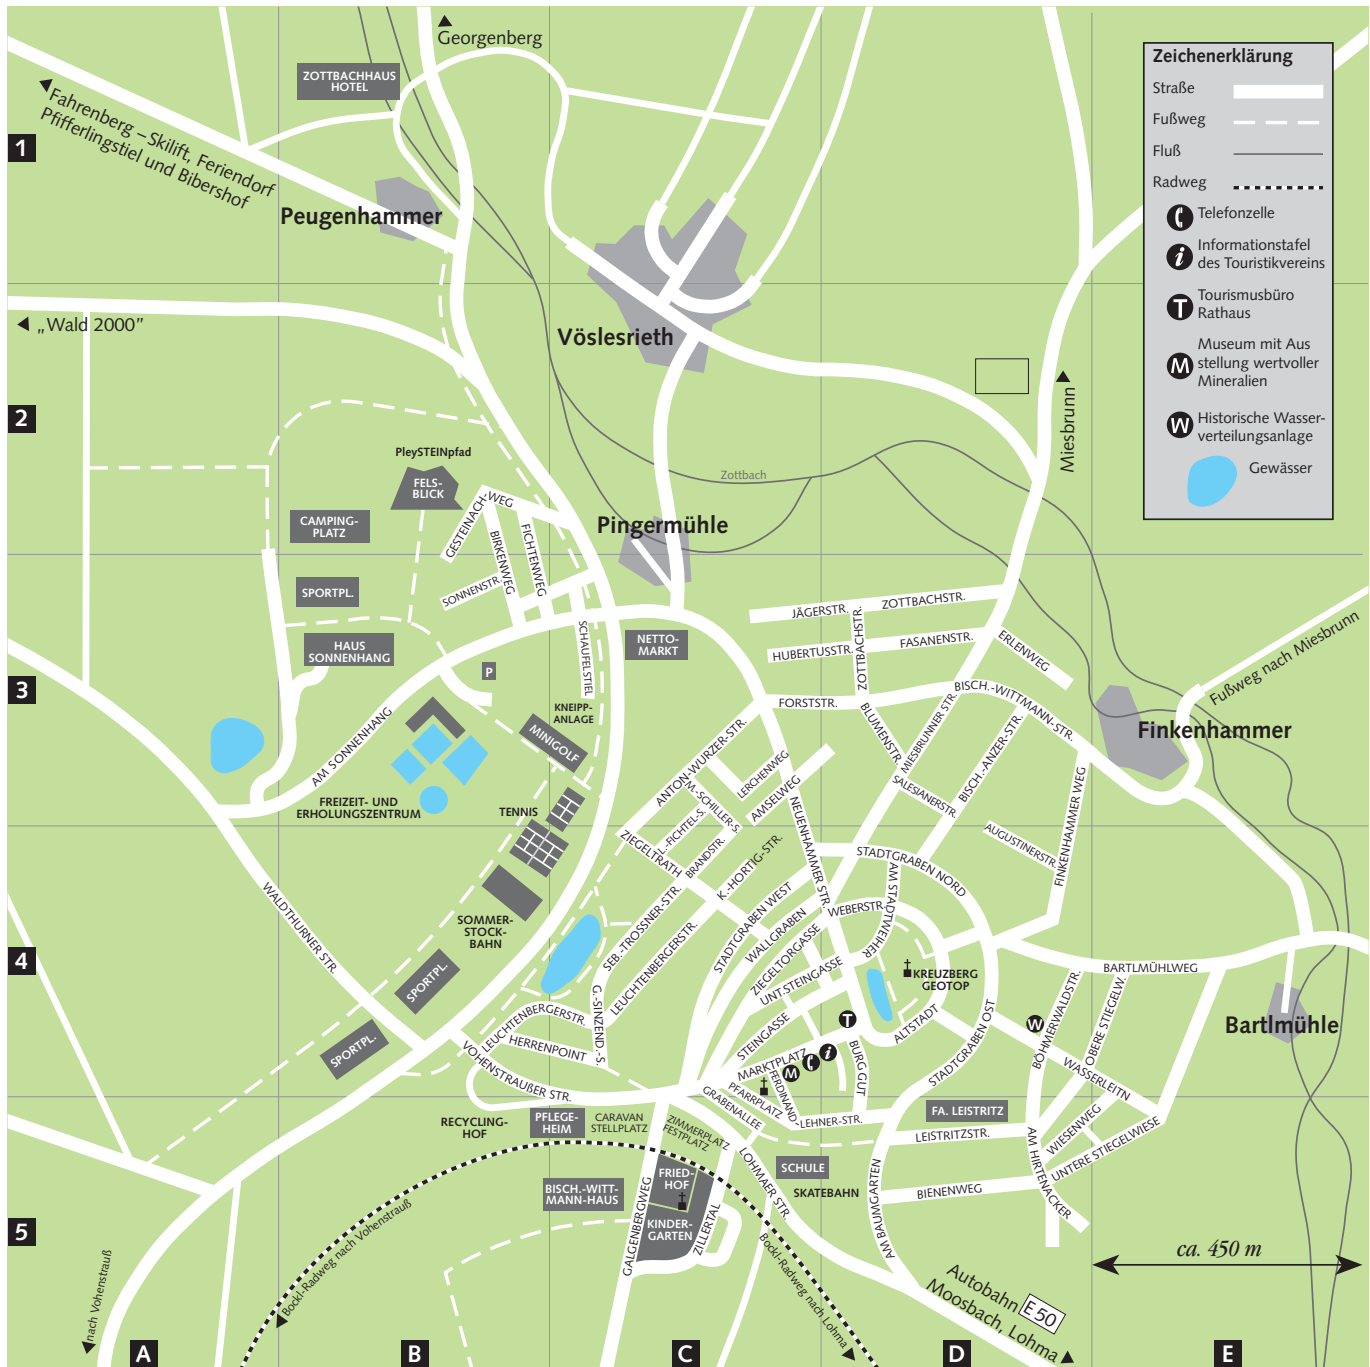 Georgenberg
ZOTTBACHHAUS
HOTEL
Fahrenberg – Skilift, Feriendorf
Pfifferlingstiel und Bibershof
1
Peugenhammer
„Wald 2000”
Vöslesrieth
2
Miesbrunn
PleySTEINpfad
FELS-
BLICK
Zottbach
CAMPING-
PLATZ
GESTEINACH-WEG
BIRKENWEG
FICHTENWEG
SONNENSTR.
Pingermühle
SPORTPL.
HAUS
SONNENHANG
SCHAUFELSTIEL
NETTO-
MARKT
JÄGERSTR.
ZOTTBACHSTR.
HUBERTUSSTR.
ZOTTBACHSTR.
FASANENSTR.
ERLENWEG
Fußweg nach Miesbrunn
3
P
KNEIPP-
ANLAGE
MINIGOLF
AM SONNENHANG
FORSTSTR.
BLUMENSTR.
MIESBRUNNER STR.
BISCH.-WITTMANN-STR.
BISCH.-ANZER-STR.
Finkenhammer
FREIZEIT- UND
ERHOLUNGSZENTRUM
TENNIS
ANTON-WURZER-STR.
LERCHENWEG
M.-SCHILLER-S.
AMSELWEG
NEUENHAMMER STR.
SALESIANERSTR.
AUGUSTINERSTR.
FINKENHAMMER WEG
ZIEGELTRATH
L.-FICHTEL-S.
BRANDSTR.
K.-HORTIG-STR.
STADTGRABEN NORD
WALDTHURNER STR.
SOMMER-
STOCK-
BAHN
SEB.-TROSSNER-STR.
LEUCHTENBERGERSTR.
STADTGRABEN WEST
WALLGRABEN
ZIEGELTORGASSE
UNT.STEINGASSE
WEBERSTR.
AM STADTWEIHER
4
SPORTPL.
KREUZBERG
GEOTOP
BARTLMÜHLWEG
SPORTPL.
LEUCHTENBERGERSTR.
G.-SINZEND.-S.
HERRENPOINT
STEINGASSE
T
ALTSTADT
STADTGRABEN OST
W
BÖHMERWALDSTR.
OBERE STIEGELW.
WASSERLEITN
Bartlmühle
VOHENSTRAUßER STR.
MARKTPLATZ
M
i
BURG GUT
PFARRPLATZ
FERDINAND-LEHNER-STR.
GRABENALLEE
RECYCLING-
HOF
PFLEGE-
HEIM
CARAVAN
STELLPLATZ
ZIMMERPLATZ
FESTPLATZ
FA. LEISTRITZ
LEISTRITZSTR.
WIESENWEG
UNTERE STIEGELWIESE
AM HIRTENACKER
BISCH.-WITT-
MANN-HAUS
FRIED-
HOF
KINDER-
GARTEN
GALGENBERGWEG
ZILLERTAL
LOHMAER STR.
SCHULE
SKATEBAHN
AM BAUMGARTEN
BIENENWEG
5
nach Vohenstrauß
Bockl-Radweg nach Vohenstrauß
Bockl-Radweg nach Lohma
Autobahn E 50
Moosbach, Lohma
ca. 450 m
A
B
C
D
E
Zeichenerklärung
Straße
Fußweg
Fluß
Radweg
Telefonzelle
i
Informationstafel
des Touristikvereins
T
Tourismusbüro
Rathaus
M
Museum mit Aus
stellung wertvoller
Mineralien
W
Historische Wasser-
verteilungsanlage
Gewässer